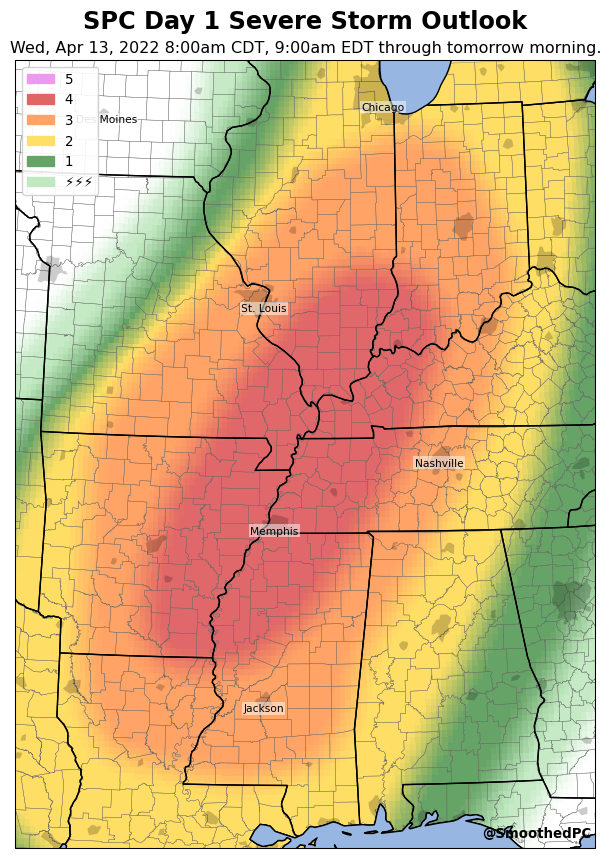 SPC Day 1 Severe Storm Outlook
Wed, Apr 13, 2022 8:00am CDT, 9:00am EDT through tomorrow morning.
5
4
3
2
1
⚡⚡⚡
Des Moines
Chicago
St. Louis
Nashville
Memphis
Jackson
@SmoothedPC